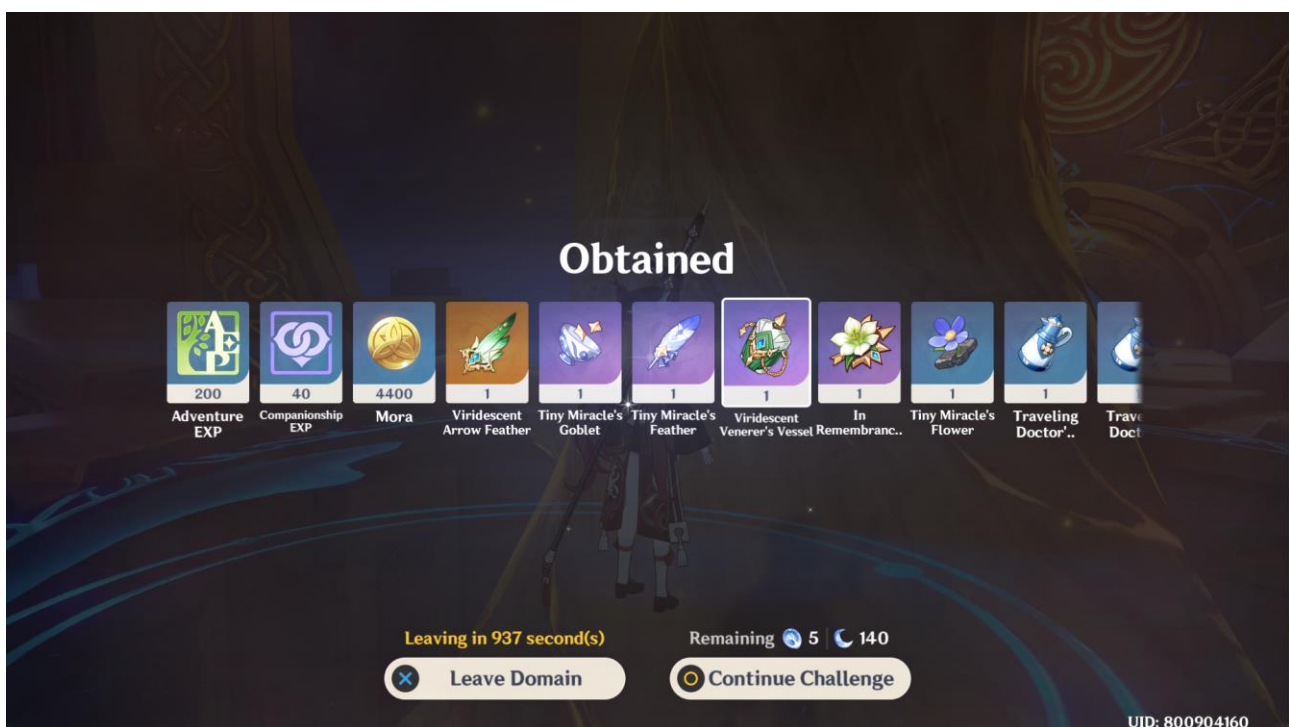 Obtained
200
40
4400
1
1
1
1
1
1
1
Adventure EXP
Companionship EXP
Mora
Viridescent Arrow Feather
Tiny Miracle's Goblet
Tiny Miracle's Feather
Viridescent Venerer's Vessel
In Remembranc..
Tiny Miracle's Flower
Traveling Doctor'..
Leaving in 937 second(s)
Remaining 5 140
Leave Domain
Continue Challenge
UID: 800904160